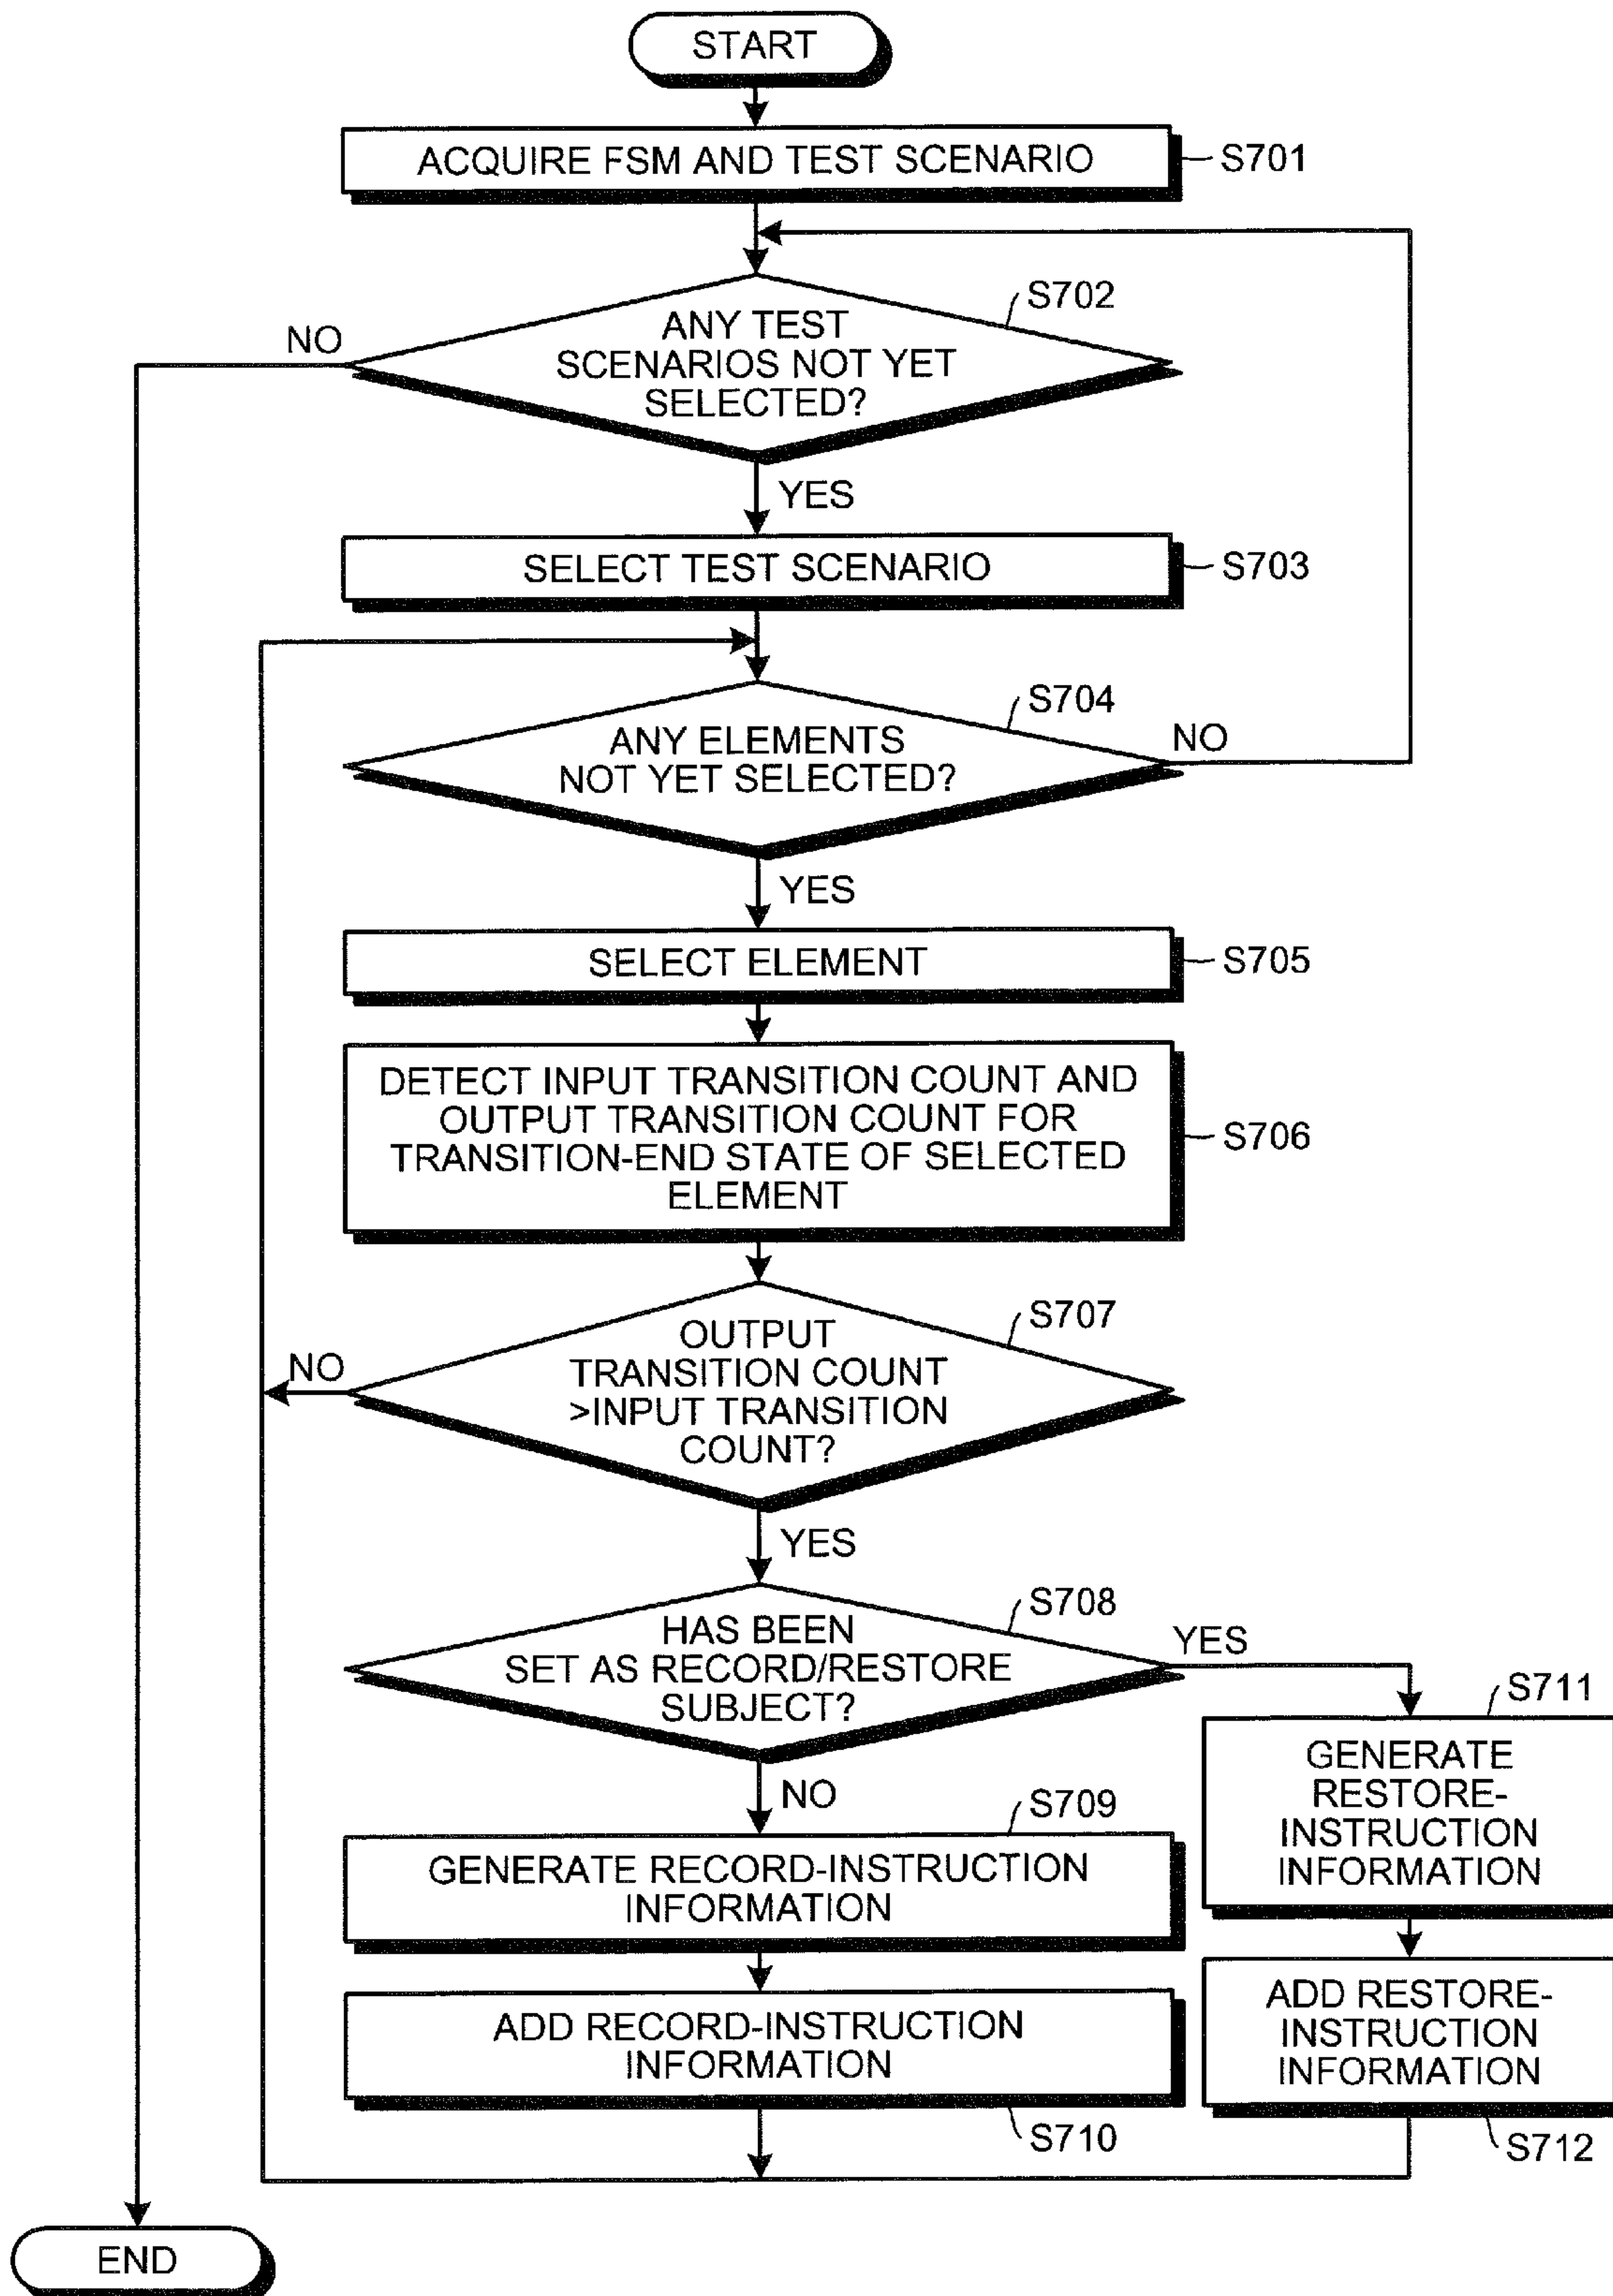 START
ACQUIRE FSM AND TEST SCENARIO
S701
S702
ANY TEST
SCENARIOS NOT YET
SELECTED?
NO
YES
SELECT TEST SCENARIO
S703
S704
ANY ELEMENTS
NOT YET SELECTED?
NO
YES
SELECT ELEMENT
S705
DETECT INPUT TRANSITION COUNT AND
OUTPUT TRANSITION COUNT FOR
TRANSITION-END STATE OF SELECTED
ELEMENT
S706
S707
OUTPUT
TRANSITION COUNT
>INPUT TRANSITION
COUNT?
NO
YES
S708
HAS BEEN
SET AS RECORD/RESTORE
SUBJECT?
YES
NO
S709
GENERATE RECORD-INSTRUCTION
INFORMATION
ADD RECORD-INSTRUCTION
INFORMATION
S710
S711
GENERATE
RESTORE-
INSTRUCTION
INFORMATION
ADD RESTORE-
INSTRUCTION
INFORMATION
S712
END